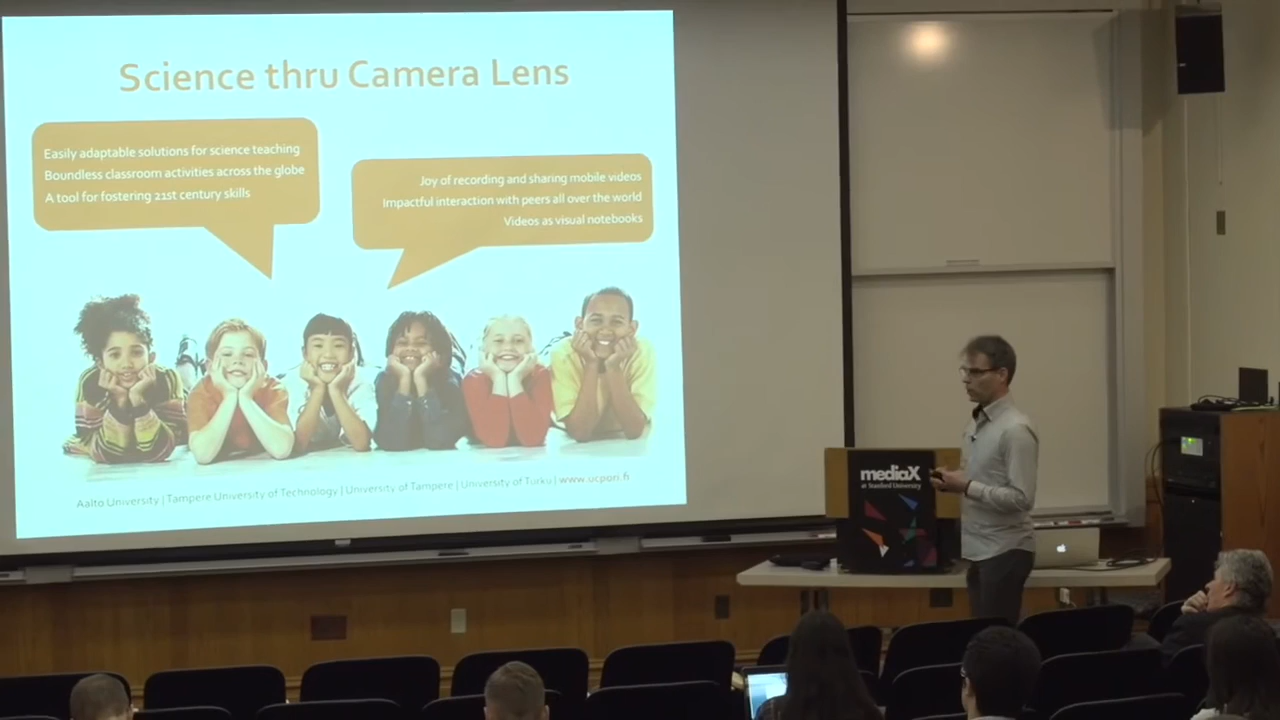 Science thru Camera Lens
Easily adaptable solutions for science teaching
Boundless classroom activities across the globe
A tool for fostering 21st century skills
Joy of recording and sharing mobile videos
Impactful interaction with peers all over the world
Videos as visual notebooks
Aalto University | Tampere University of Technology | University of Tampere | University of Turku | www.ucpori.fi
mediaX
at Stanford University